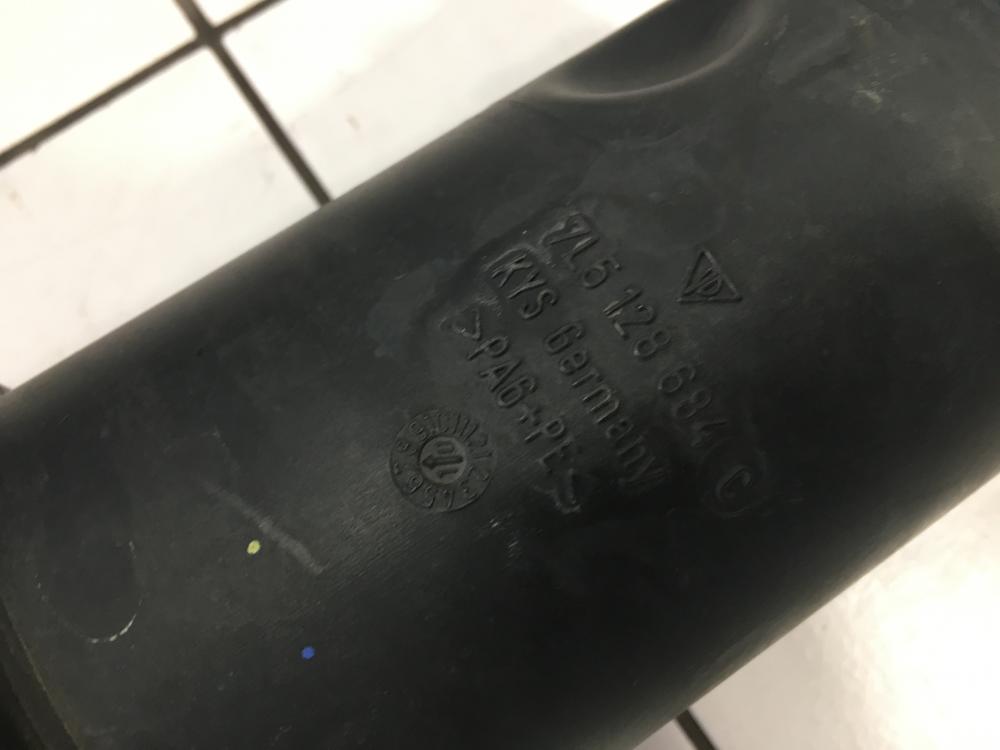 7L5 128 684 C
KYS Germany
>PA6+PE<